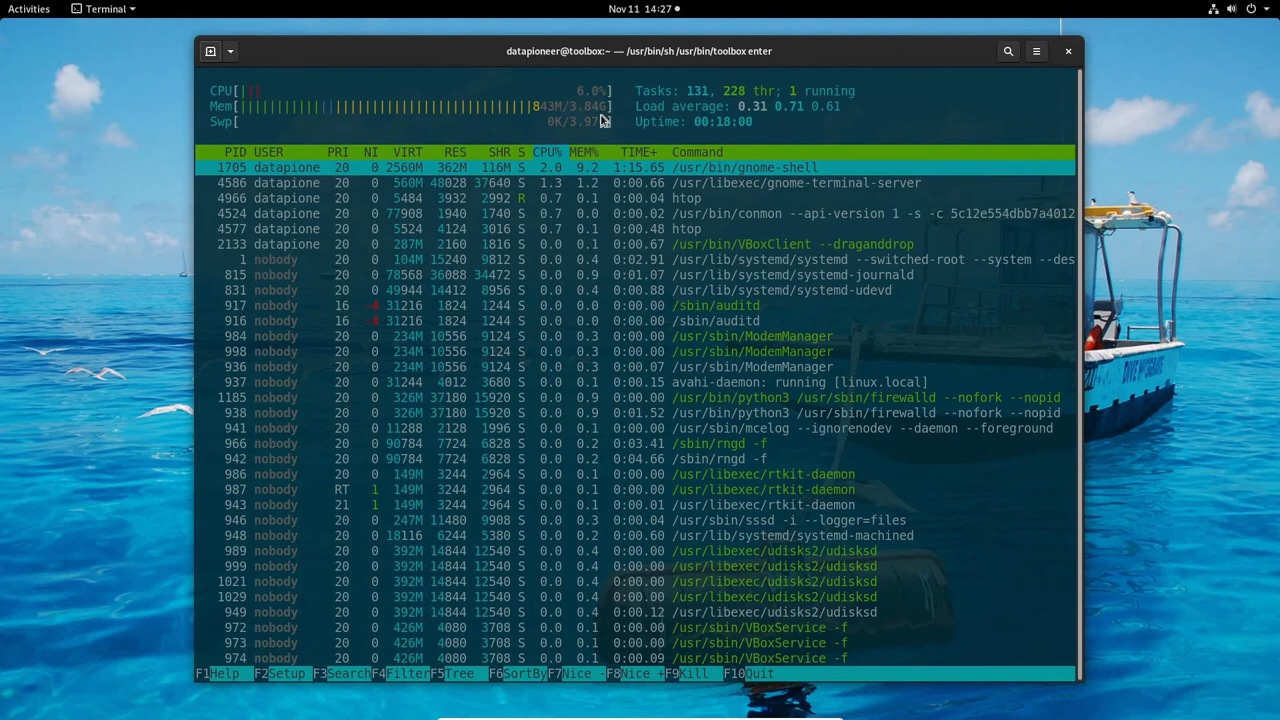 Activities Terminal Nov 11 14:27
datapioneer@toolbox:~ — /usr/bin/sh /usr/bin/toolbox enter
CPU[||| 6.0%] Tasks: 131, 228 thr; 1 running
Mem[||||||||||||||||||||||||||||||||||||843M/3.84G] Load average: 0.31 0.71 0.61
Swp[ 0K/3.97G] Uptime: 00:18:00
PID USER PRI NI VIRT RES SHR S CPU% MEM% TIME+ Command
1705 datapione 20 0 2560M 362M 116M S 2.0 9.2 1:15.65 /usr/bin/gnome-shell
4586 datapione 20 0 560M 48028 37640 S 1.3 1.2 0:00.66 /usr/libexec/gnome-terminal-server
4966 datapione 20 0 5484 3932 2992 R 0.7 0.1 0:00.04 htop
4524 datapione 20 0 77908 1940 1740 S 0.7 0.0 0:00.02 /usr/bin/conmon --api-version 1 -s -c 5c12e554dbb7a4012
4577 datapione 20 0 5524 4124 3016 S 0.7 0.1 0:00.48 htop
2133 datapione 20 0 287M 2160 1816 S 0.0 0.1 0:00.67 /usr/bin/VBoxClient --draganddrop
1 nobody 20 0 104M 15240 9812 S 0.0 0.4 0:02.91 /usr/lib/systemd/systemd --switched-root --system --des
815 nobody 20 0 78568 36088 34472 S 0.0 0.9 0:01.07 /usr/lib/systemd/systemd-journald
831 nobody 20 0 49944 14412 8956 S 0.0 0.4 0:00.88 /usr/lib/systemd/systemd-udevd
917 nobody 16 -4 31216 1824 1244 S 0.0 0.0 0:00.00 /sbin/auditd
916 nobody 16 -4 31216 1824 1244 S 0.0 0.0 0:00.00 /sbin/auditd
984 nobody 20 0 234M 10556 9124 S 0.0 0.3 0:00.00 /usr/sbin/ModemManager
998 nobody 20 0 234M 10556 9124 S 0.0 0.3 0:00.00 /usr/sbin/ModemManager
936 nobody 20 0 234M 10556 9124 S 0.0 0.3 0:00.07 /usr/sbin/ModemManager
937 nobody 20 0 31244 4012 3680 S 0.0 0.1 0:00.15 avahi-daemon: running [linux.local]
1185 nobody 20 0 326M 37180 15920 S 0.0 0.9 0:00.00 /usr/bin/python3 /usr/sbin/firewalld --nofork --nopid
938 nobody 20 0 326M 37180 15920 S 0.0 0.9 0:01.52 /usr/bin/python3 /usr/sbin/firewalld --nofork --nopid
941 nobody 20 0 11288 2128 1996 S 0.0 0.1 0:00.00 /usr/sbin/mcelog --ignorenodev --daemon --foreground
966 nobody 20 0 90784 7724 6828 S 0.0 0.2 0:03.41 /sbin/rngd -f
942 nobody 20 0 90784 7724 6828 S 0.0 0.2 0:04.66 /sbin/rngd -f
986 nobody 20 0 149M 3244 2964 S 0.0 0.1 0:00.00 /usr/libexec/rtkit-daemon
987 nobody RT 1 149M 3244 2964 S 0.0 0.1 0:00.00 /usr/libexec/rtkit-daemon
943 nobody 21 1 149M 3244 2964 S 0.0 0.1 0:00.01 /usr/libexec/rtkit-daemon
946 nobody 20 0 247M 11480 9908 S 0.0 0.3 0:00.04 /usr/sbin/sssd -i --logger=files
948 nobody 20 0 18116 6244 5380 S 0.0 0.2 0:00.60 /usr/lib/systemd/systemd-machined
989 nobody 20 0 392M 14844 12540 S 0.0 0.4 0:00.00 /usr/libexec/udisks2/udisksd
999 nobody 20 0 392M 14844 12540 S 0.0 0.4 0:00.00 /usr/libexec/udisks2/udisksd
1021 nobody 20 0 392M 14844 12540 S 0.0 0.4 0:00.00 /usr/libexec/udisks2/udisksd
1029 nobody 20 0 392M 14844 12540 S 0.0 0.4 0:00.00 /usr/libexec/udisks2/udisksd
949 nobody 20 0 392M 14844 12540 S 0.0 0.4 0:00.12 /usr/libexec/udisks2/udisksd
972 nobody 20 0 426M 4080 3708 S 0.0 0.1 0:00.00 /usr/sbin/VBoxService -f
973 nobody 20 0 426M 4080 3708 S 0.0 0.1 0:00.00 /usr/sbin/VBoxService -f
974 nobody 20 0 426M 4080 3708 S 0.0 0.1 0:00.09 /usr/sbin/VBoxService -f
F1Help F2Setup F3SearchF4FilterF5Tree F6SortByF7Nice -F8Nice +F9Kill F10Quit